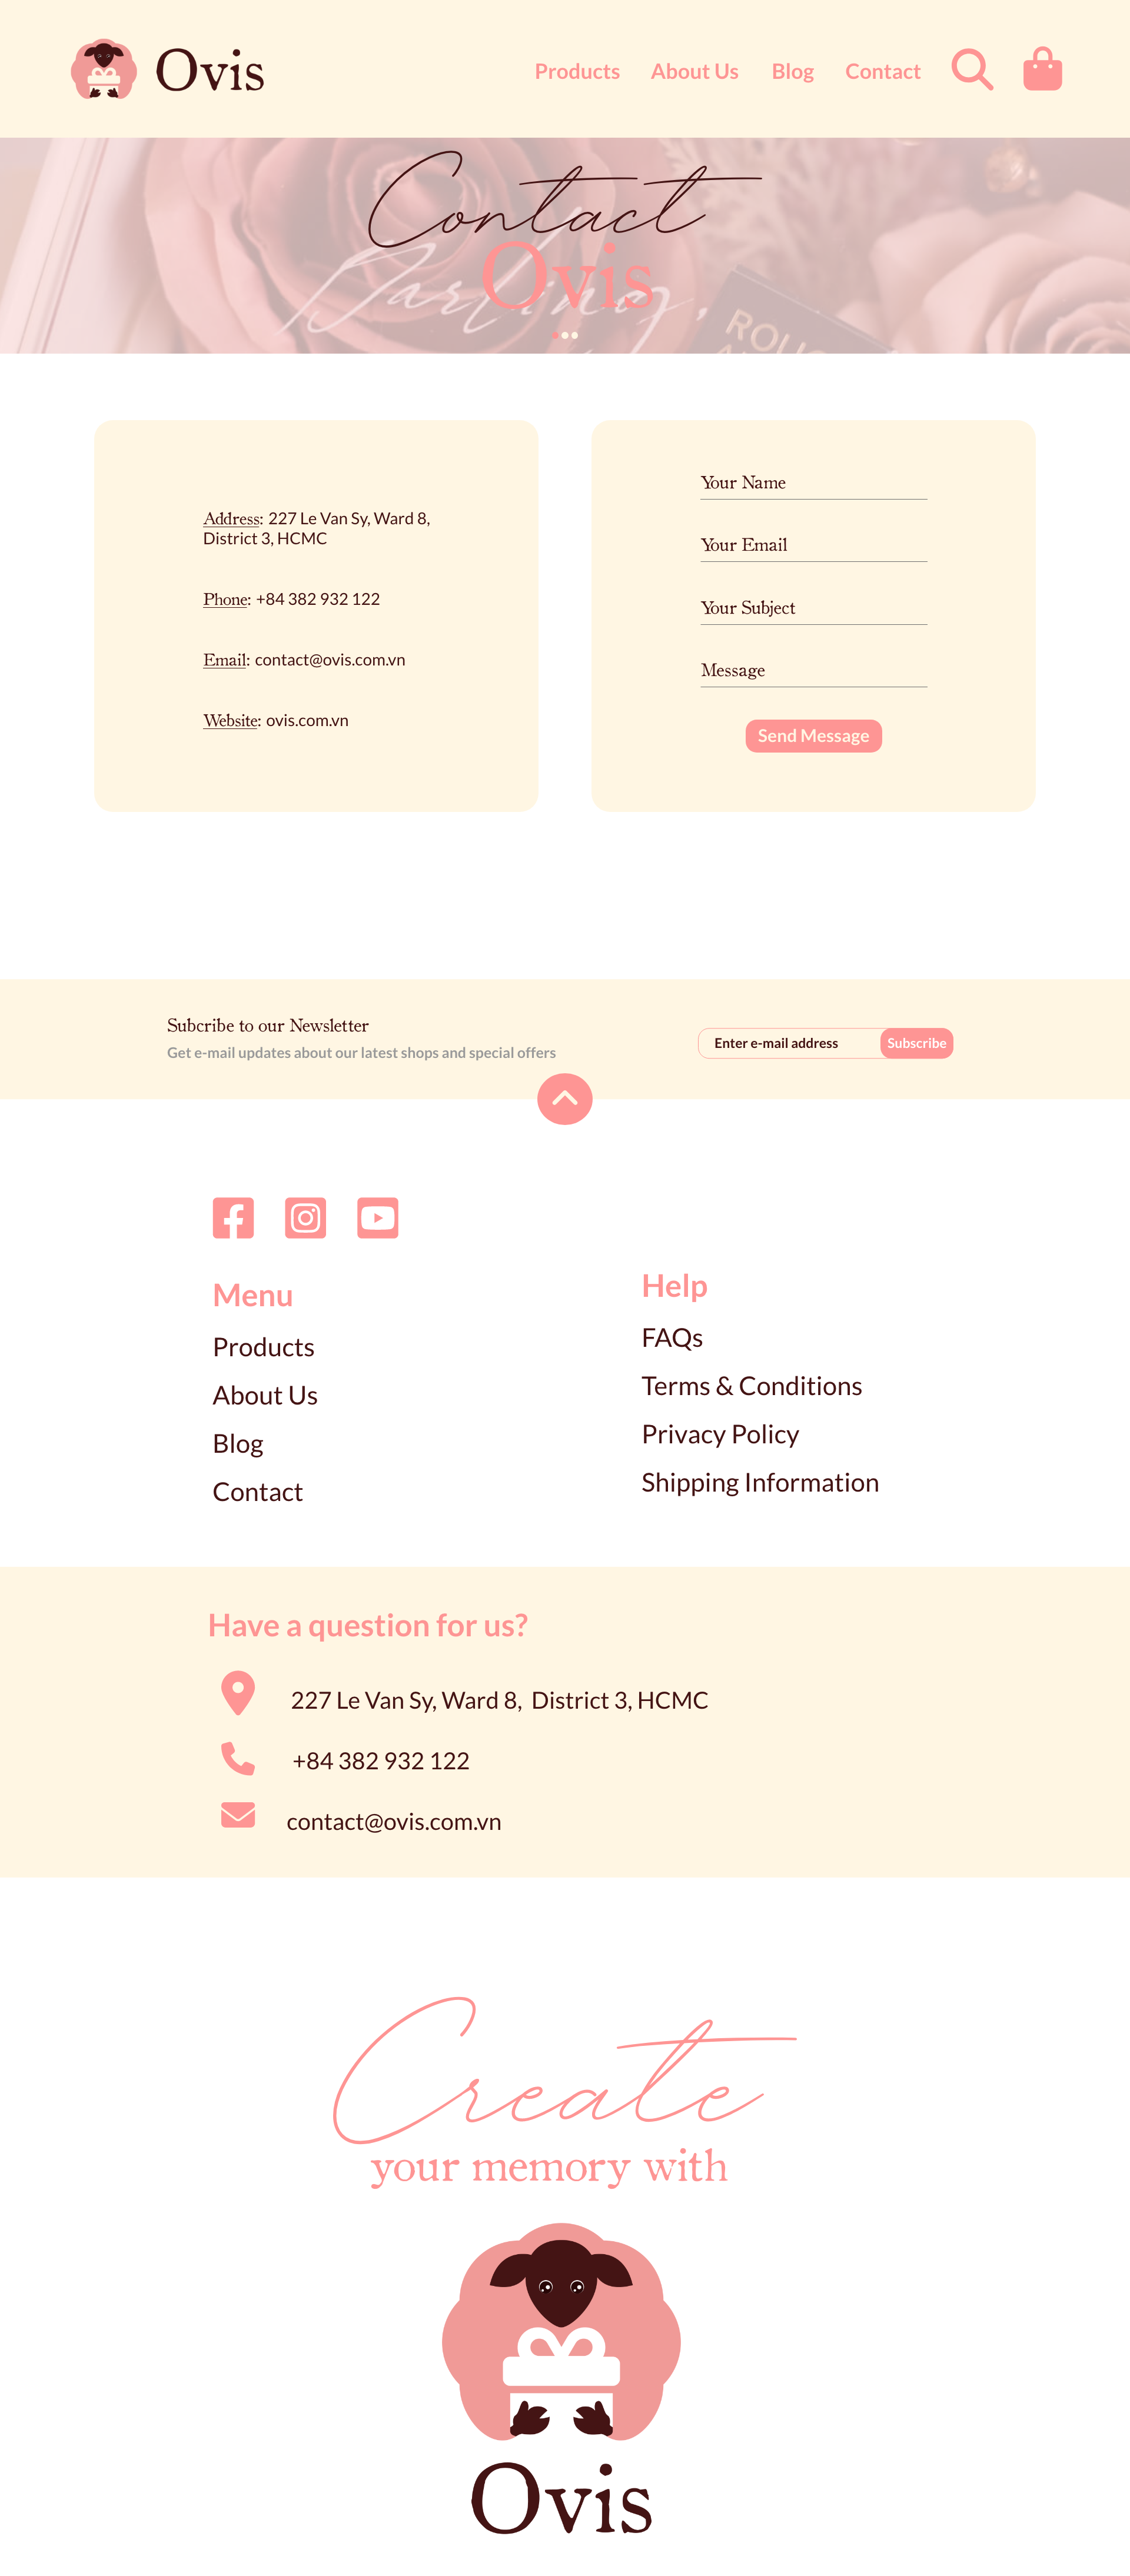 Ovis
Products
About Us
Blog
Contact
Contact
Ovis
Darling,
ROUG
Address: 227 Le Van Sy, Ward 8,
District 3, HCMC
Phone: +84 382 932 122
Email: contact@ovis.com.vn
Website: ovis.com.vn
Your Name
Your Email
Your Subject
Message
Send Message
Subcribe to our Newsletter
Get e-mail updates about our latest shops and special offers
Enter e-mail address
Subscribe
Menu
Products
About Us
Blog
Contact
Help
FAQs
Terms & Conditions
Privacy Policy
Shipping Information
Have a question for us?
227 Le Van Sy, Ward 8, District 3, HCMC
+84 382 932 122
contact@ovis.com.vn
Create
your memory with
Ovis